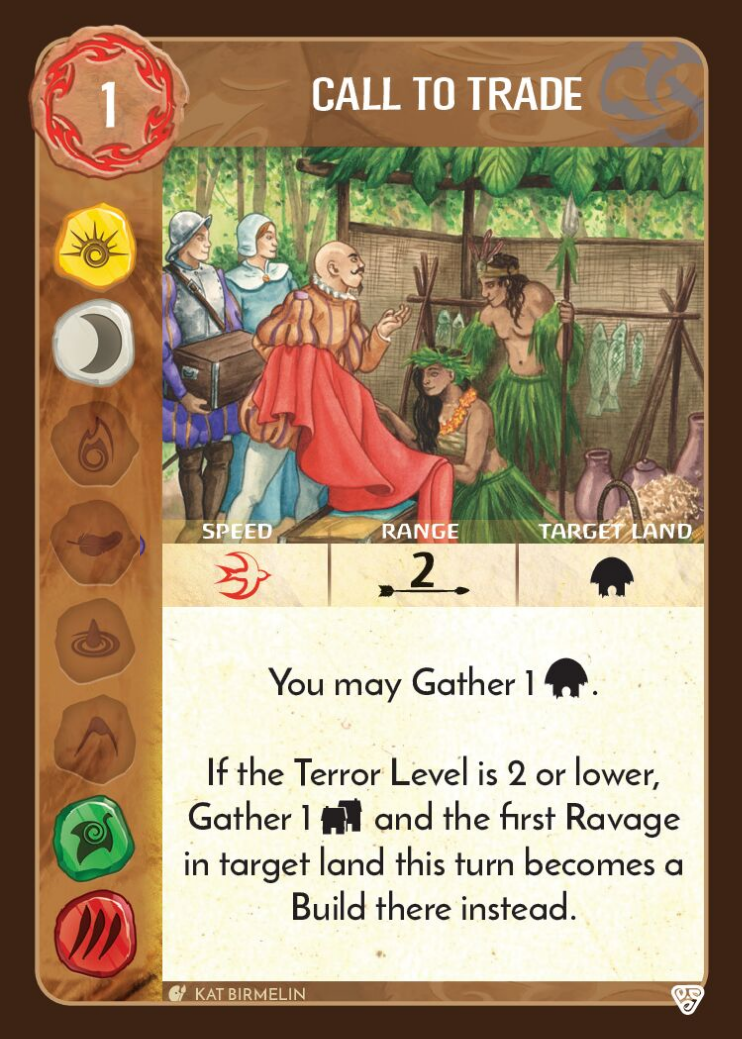 1
CALL TO TRADE
SPEED RANGE TARGET LAND
2
You may Gather 1 .
If the Terror Level is 2 or lower,
Gather 1 and the first Ravage
in target land this turn becomes a
Build there instead.
KAT BIRMELIN